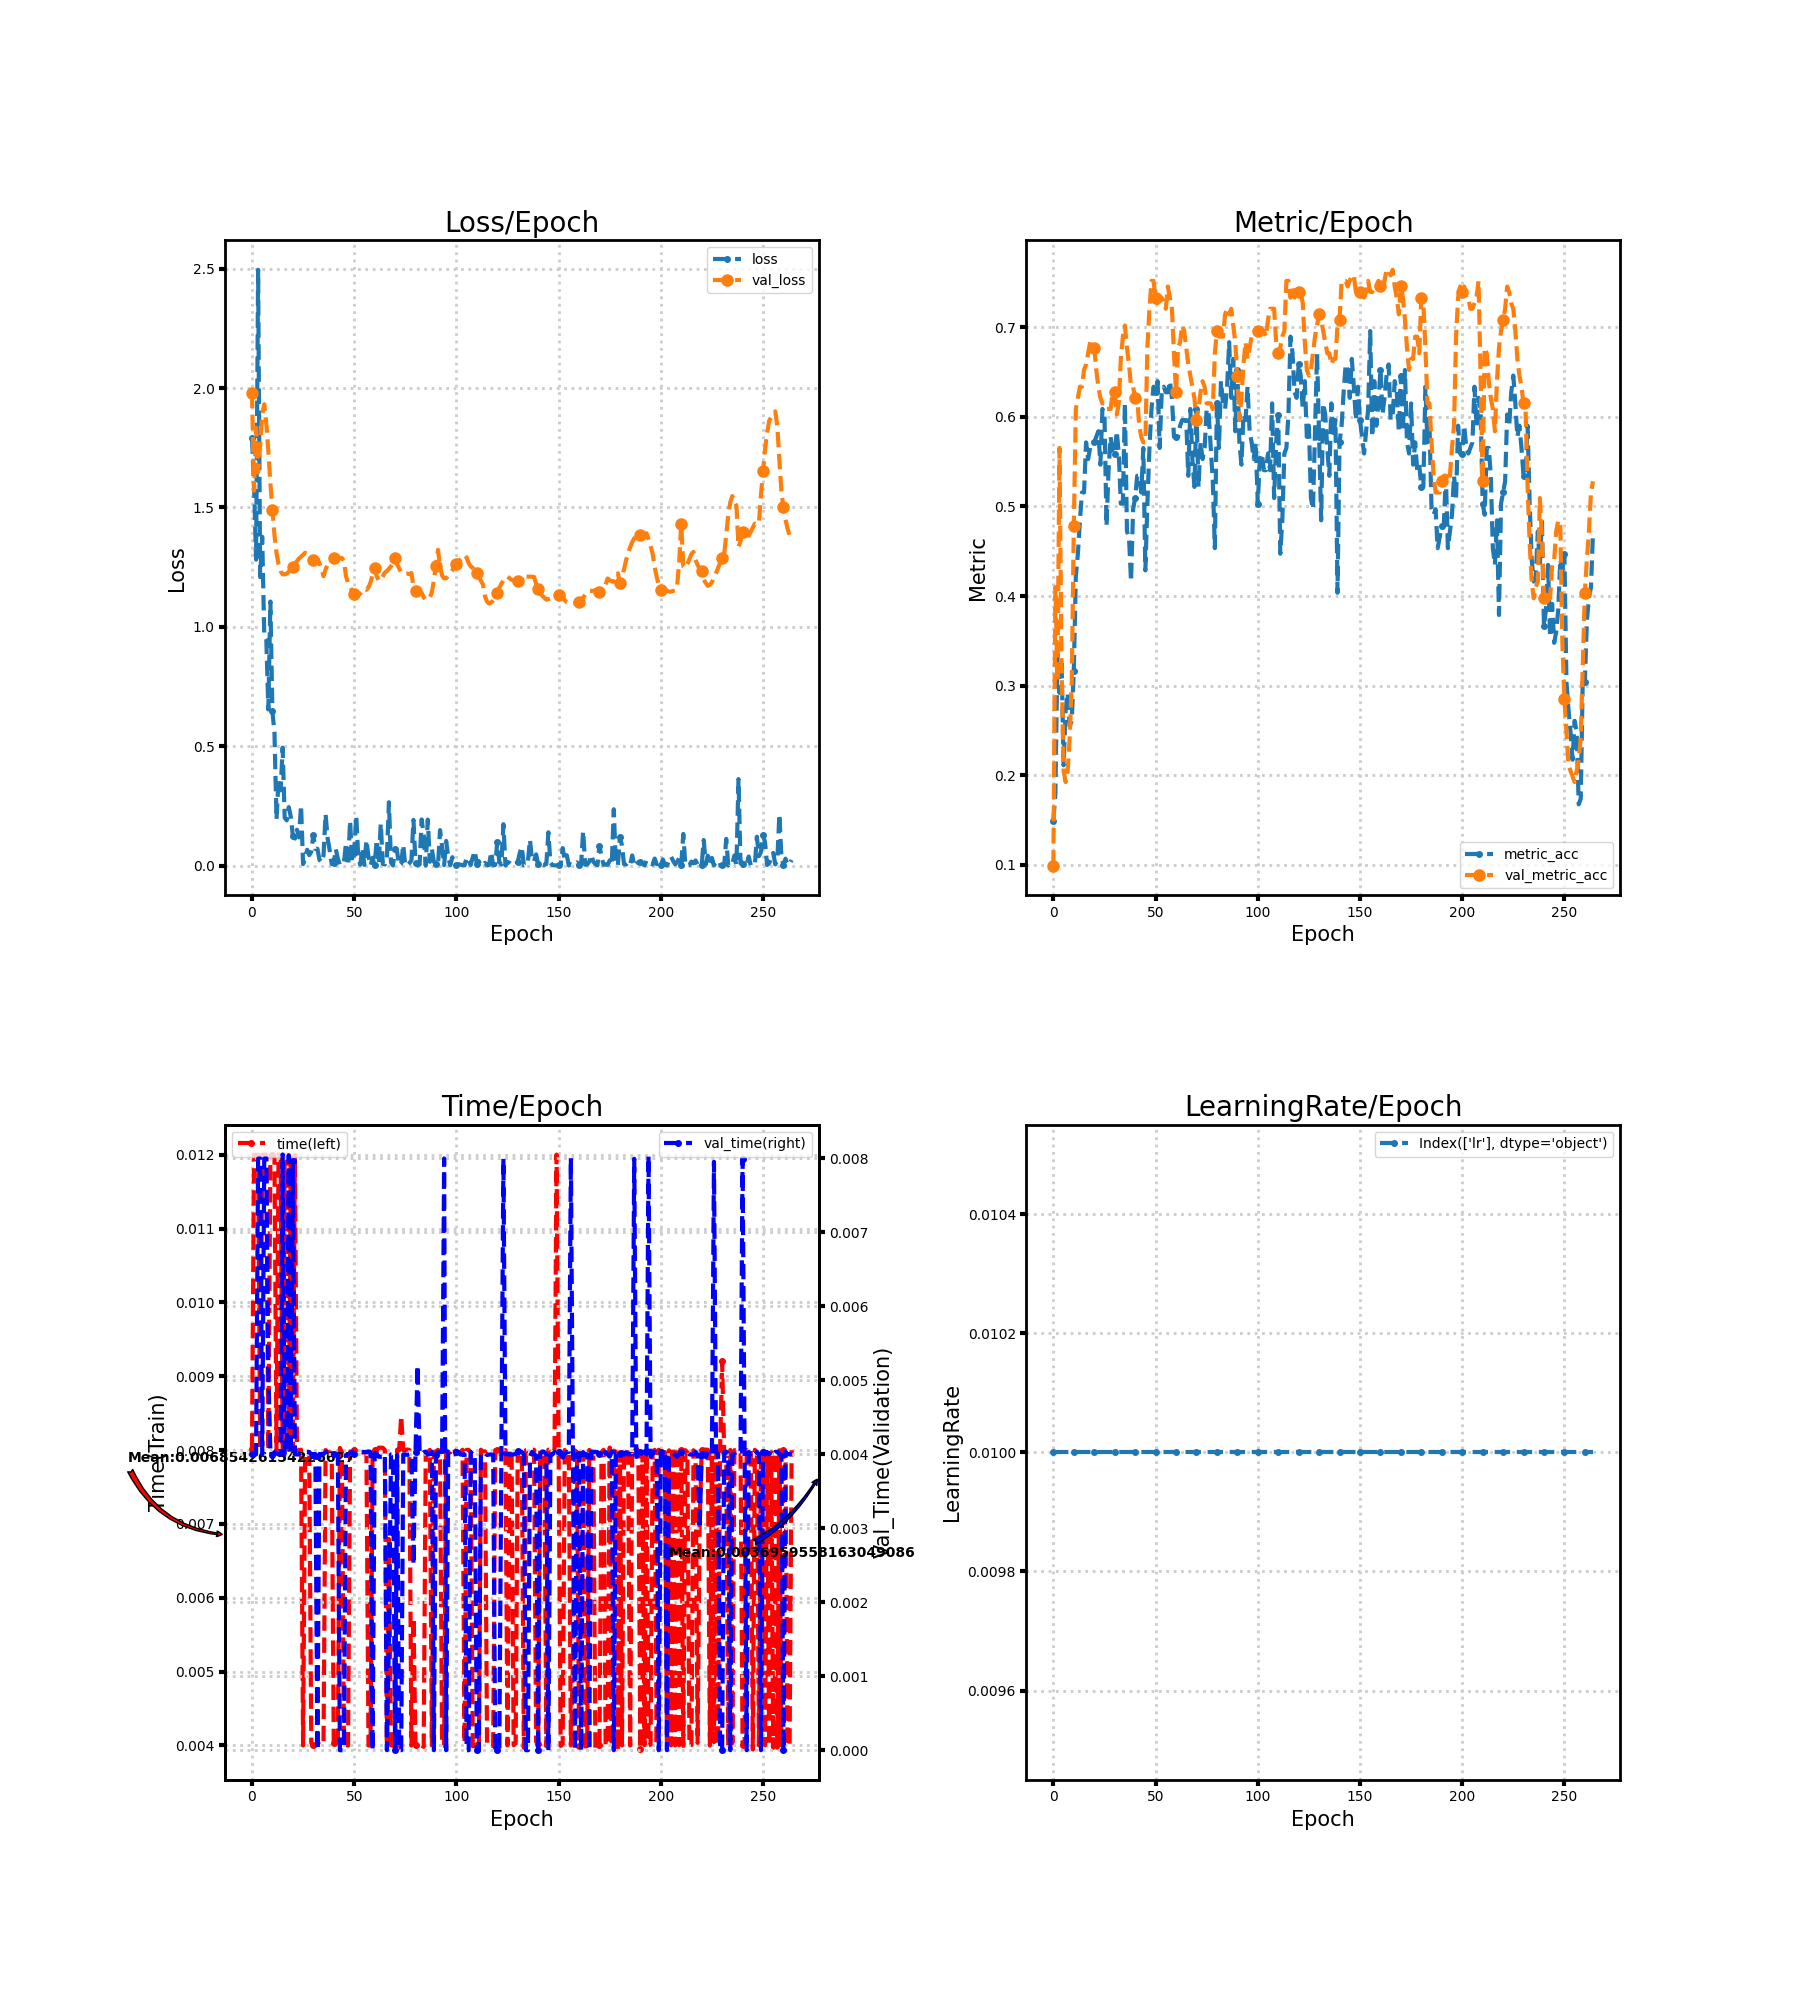 Loss/Epoch
Loss
2.5
2.0
1.5
1.0
0.5
0.0
loss
val_loss
0 50 100 150 200 250
Epoch
Metric/Epoch
Metric
0.7
0.6
0.5
0.4
0.3
0.2
0.1
metric_acc
val_metric_acc
0 50 100 150 200 250
Epoch
Time/Epoch
0.012
0.011
0.010
0.009
0.008
0.007
0.006
0.005
0.004
time(left)
val_time(right)
0.008
0.007
0.006
0.005
0.004
0.003
0.002
0.001
0.000
Val_Time(Validation)
0 50 100 150 200 250
Epoch
LearningRate/Epoch
LearningRate
0.0104
0.0102
0.0100
0.0098
0.0096
Index(['lr'], dtype='object')
0 50 100 150 200 250
Epoch